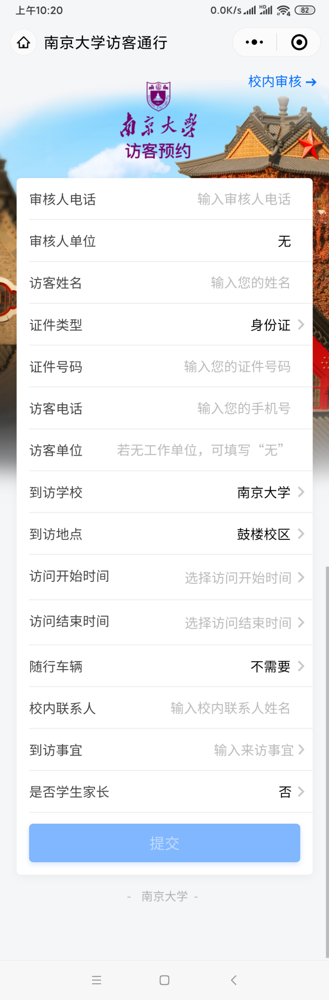 上午10:20
0.0K/s HD 4 82
南京大学访客通行
校内审核
南京大学
访客预约
审核人电话 输入审核人电话
审核人单位 无
访客姓名 输入您的姓名
证件类型 身份证
证件号码 输入您的证件号码
访客电话 输入您的手机号
访客单位 若无工作单位，可填写“无”
到访学校 南京大学
到访地点 鼓楼校区
访问开始时间 选择访问开始时间
访问结束时间 选择访问结束时间
随行车辆 不需要
校内联系人 输入校内联系人姓名
到访事宜 输入来访事宜
是否学生家长 否
提交
- 南京大学 -